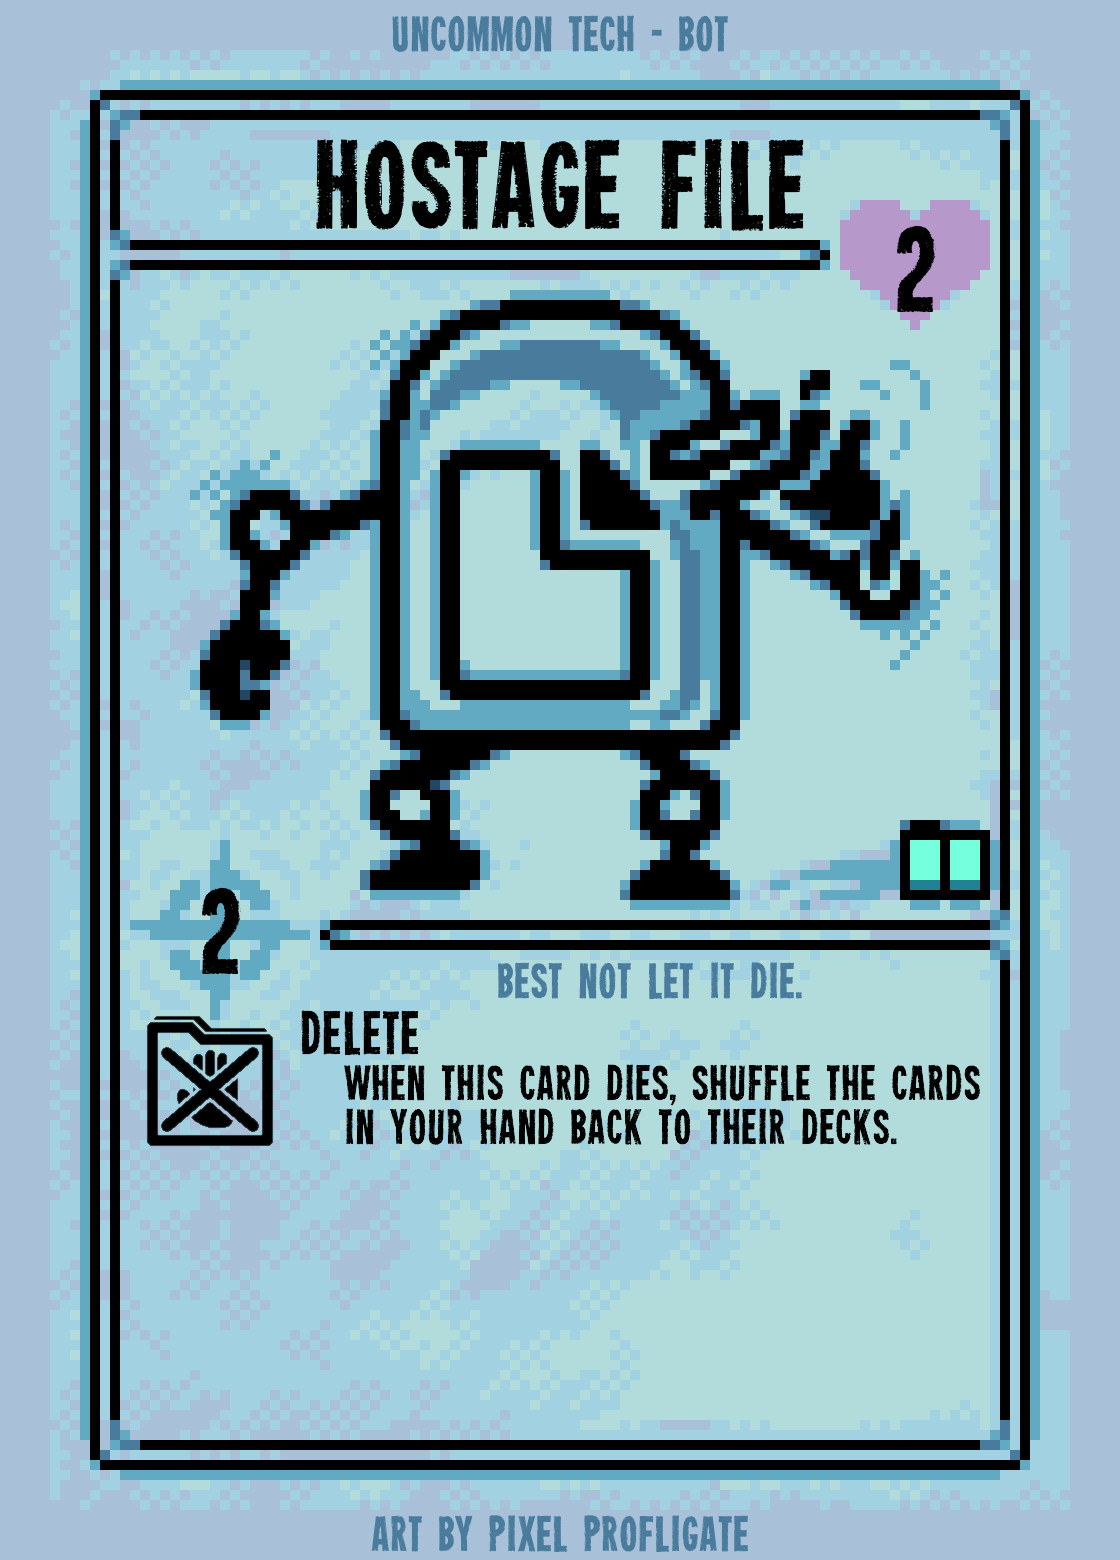 UNCOMMON TECH - BOT
HOSTAGE FILE
2
2
BEST NOT LET IT DIE.
DELETE
WHEN THIS CARD DIES, SHUFFLE THE CARDS
IN YOUR HAND BACK TO THEIR DECKS.
ART BY PIXEL PROFLIGATE